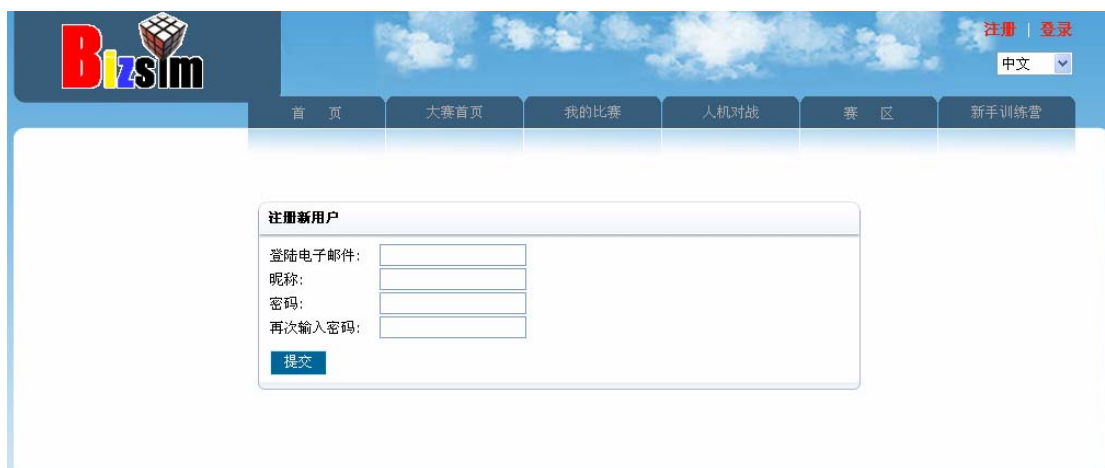 Bizsim
注册 | 登录
中文
首 页 大赛首页 我的比赛 人机对战 赛 区 新手训练营
注册新用户
登陆电子邮件:
昵称:
密码:
再次输入密码:
提交